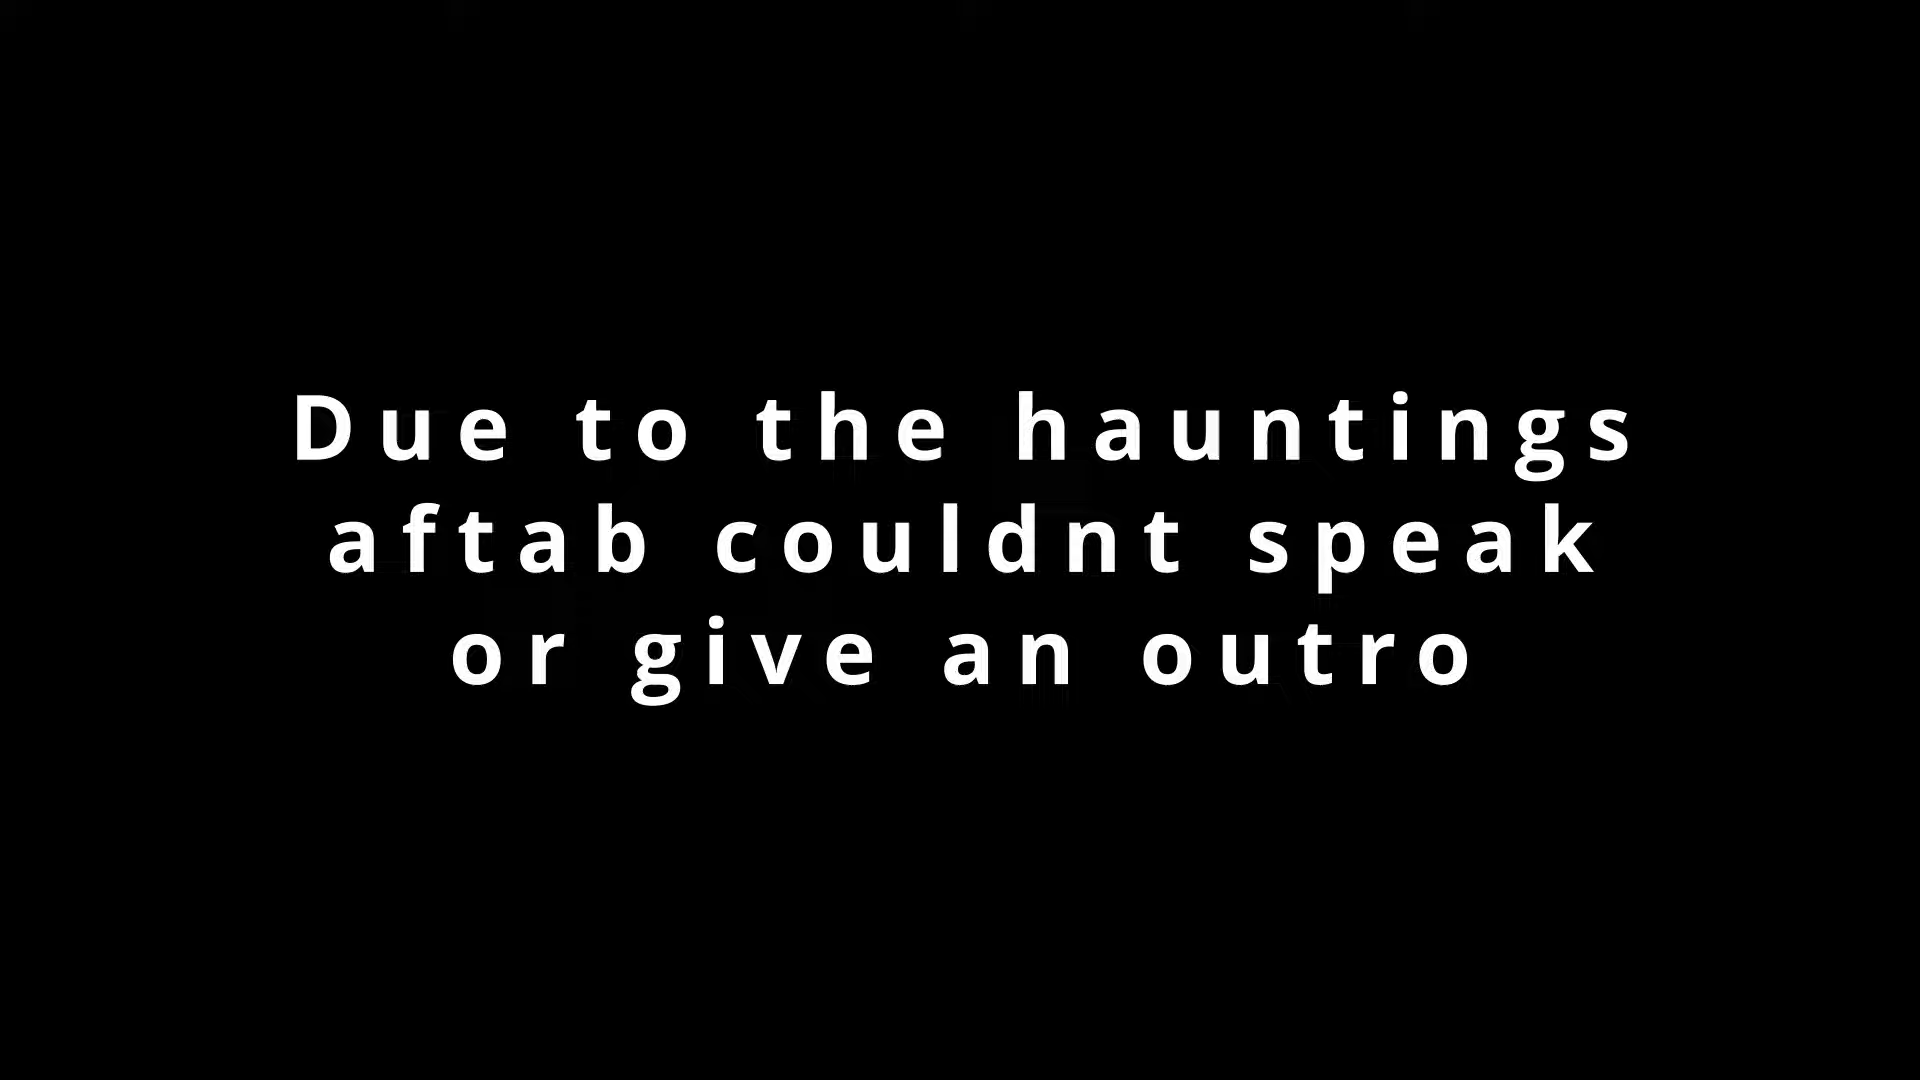 Due to the hauntings
aftab couldnt speak
or give an outro